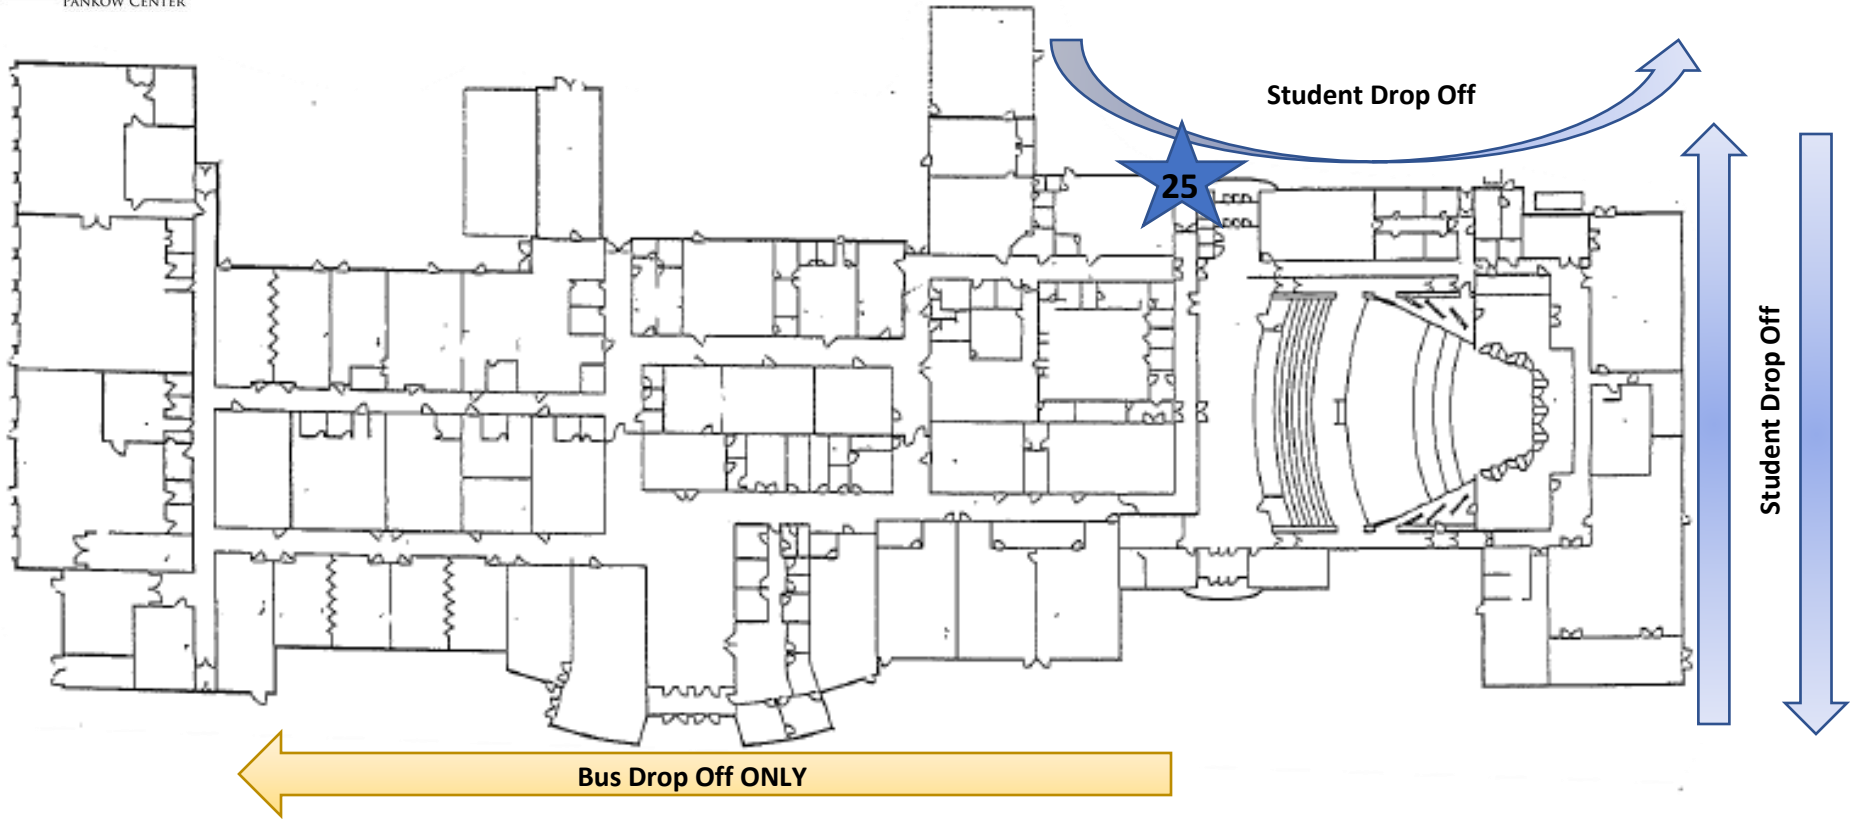 PANKOW CENTER
Student Drop Off
25
Student Drop Off
Bus Drop Off ONLY